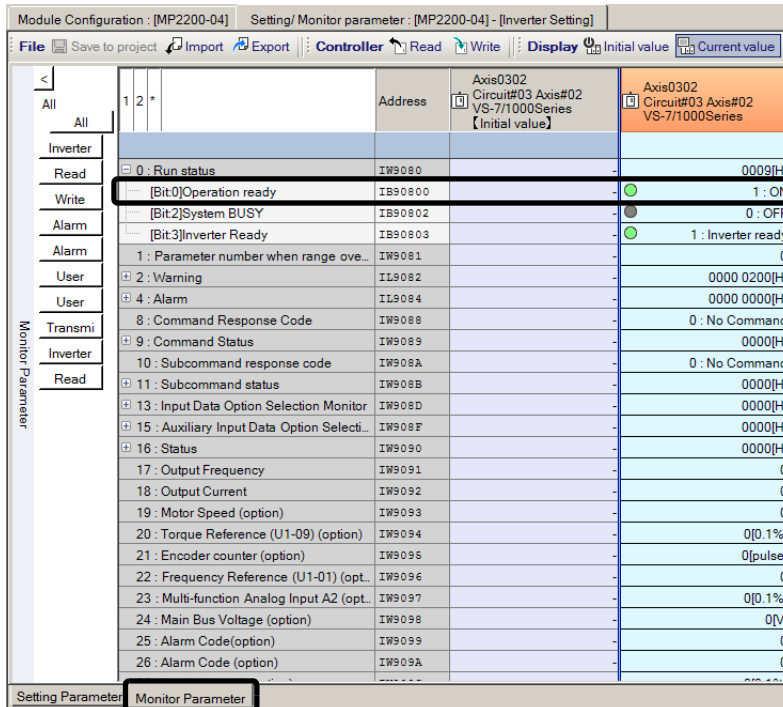 Module Configuration : [MP2200-04] Setting/ Monitor parameter : [MP2200-04] - [Inverter Setting]
File Save to project Import Export Controller Read Write Display Initial value Current value
<
All
All
Inverter
Read
Write
Alarm
Alarm
User
User
Transmi
Inverter
Read
Monitor Parameter
1 2 * Address
Axis0302
Circuit#03 Axis#02
VS-7/1000Series
【Initial value】
Axis0302
Circuit#03 Axis#02
VS-7/1000Series
0 : Run status IW9080 - 0009[H
[Bit:0]Operation ready IB90800 - 1 : ON
[Bit:2]System BUSY IB90802 - 0 : OFF
[Bit:3]Inverter Ready IB90803 - 1 : Inverter ready
1 : Parameter number when range ove... IW9081 - 0
2 : Warning IL9082 - 0000 0200[H
4 : Alarm IL9084 - 0000 0000[H
8 : Command Response Code IW9088 - 0 : No Command
9 : Command Status IW9089 - 0000[H
10 : Subcommand response code IW908A - 0 : No Command
11 : Subcommand status IW908B - 0000[H
13 : Input Data Option Selection Monitor IW908D - 0000[H
15 : Auxiliary Input Data Option Selecti... IW908F - 0000[H
16 : Status IW9090 - 0000[H
17 : Output Frequency IW9091 - 0
18 : Output Current IW9092 - 0
19 : Motor Speed (option) IW9093 - 0
20 : Torque Reference (U1-09) (option) IW9094 - 0[0.1%
21 : Encoder counter (option) IW9095 - 0[pulse
22 : Frequency Reference (U1-01) (opt... IW9096 - 0
23 : Multi-function Analog Input A2 (opt... IW9097 - 0[0.1%
24 : Main Bus Voltage (option) IW9098 - 0[V
25 : Alarm Code(option) IW9099 - 0
26 : Alarm Code (option) IW909A - 0
Setting Parameter Monitor Parameter